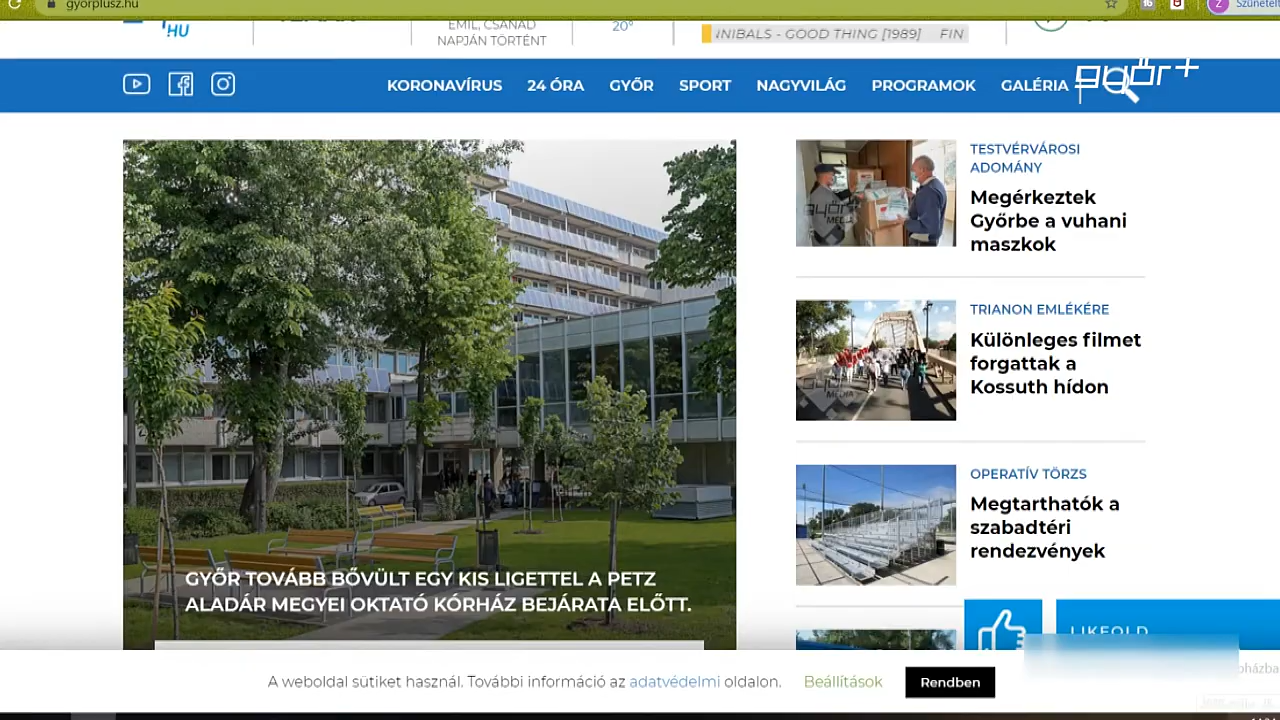 gyorplusz.hu
HU
EMIL, CSANÁD
NAPJÁN TÖRTÉNT
20°
INIBALS - GOOD THING [1989] FIN
KORONAVÍRUS 24 ÓRA GYŐR SPORT NAGYVILÁG PROGRAMOK GALÉRIA
győr+
TESTVÉRVÁROSI
ADOMÁNY
Megérkeztek
Győrbe a vuhani
maszkok
TRIANON EMLÉKÉRE
Különleges filmet
forgattak a
Kossuth hídon
OPERATÍV TÖRZS
Megtarthatók a
szabadtéri
rendezvények
GYŐR TOVÁBB BŐVÜLT EGY KIS LIGETTEL A PETZ
ALADÁR MEGYEI OKTATÓ KÓRHÁZ BEJÁRATA ELŐTT.
LIKEOLD
A weboldal sütiket használ. További informació az adatvédelmi oldalon. Beállítások Rendben